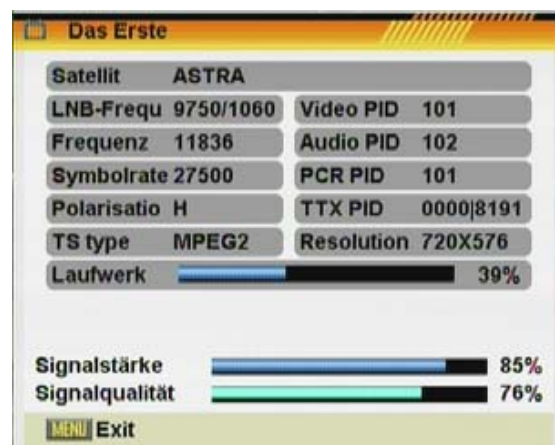 Das Erste
Satellit ASTRA
LNB-Frequ 9750/1060 Video PID 101
Frequenz 11836 Audio PID 102
Symbolrate 27500 PCR PID 101
Polarisatio H TTX PID 0000|8191
TS type MPEG2 Resolution 720X576
Laufwerk 39%
Signalstärke 85%
Signalqualität 76%
MENU Exit